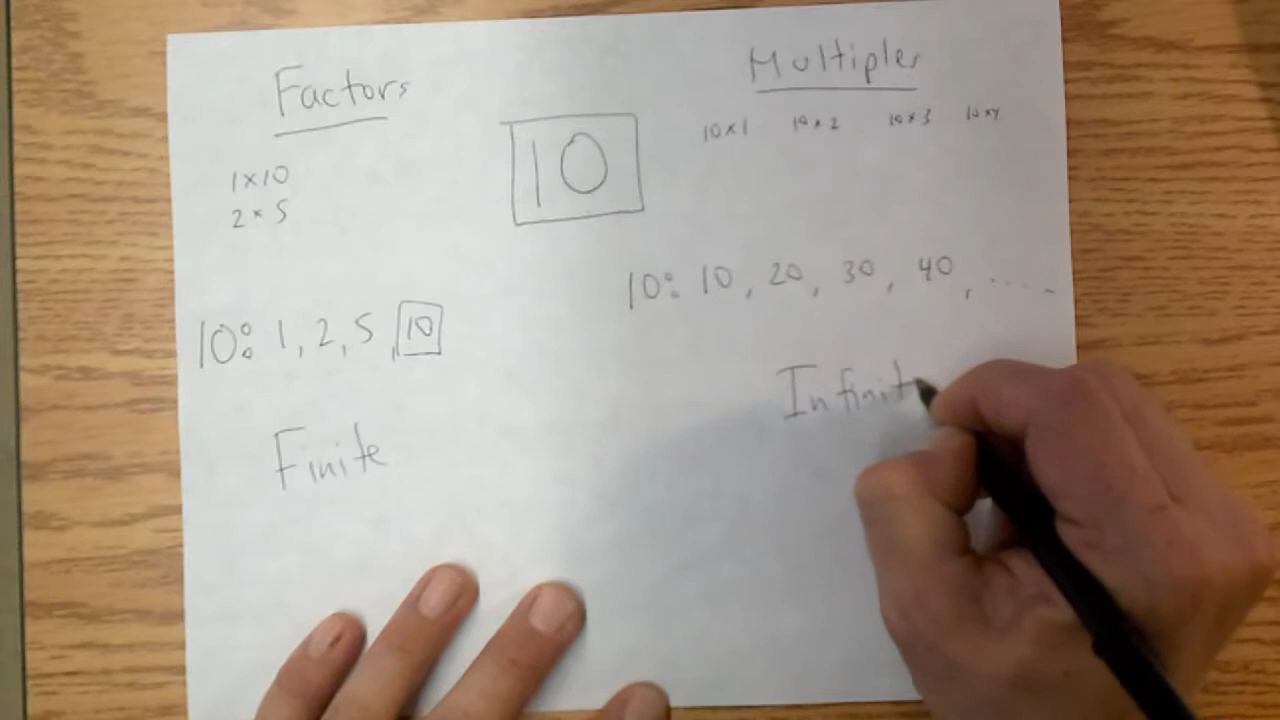 Factors
1×10
2×5
10: 1, 2, 5, 10
Finite
10
Multiples
10×1 10×2 10×3 10×4
10: 10, 20, 30, 40, .....
Infinit